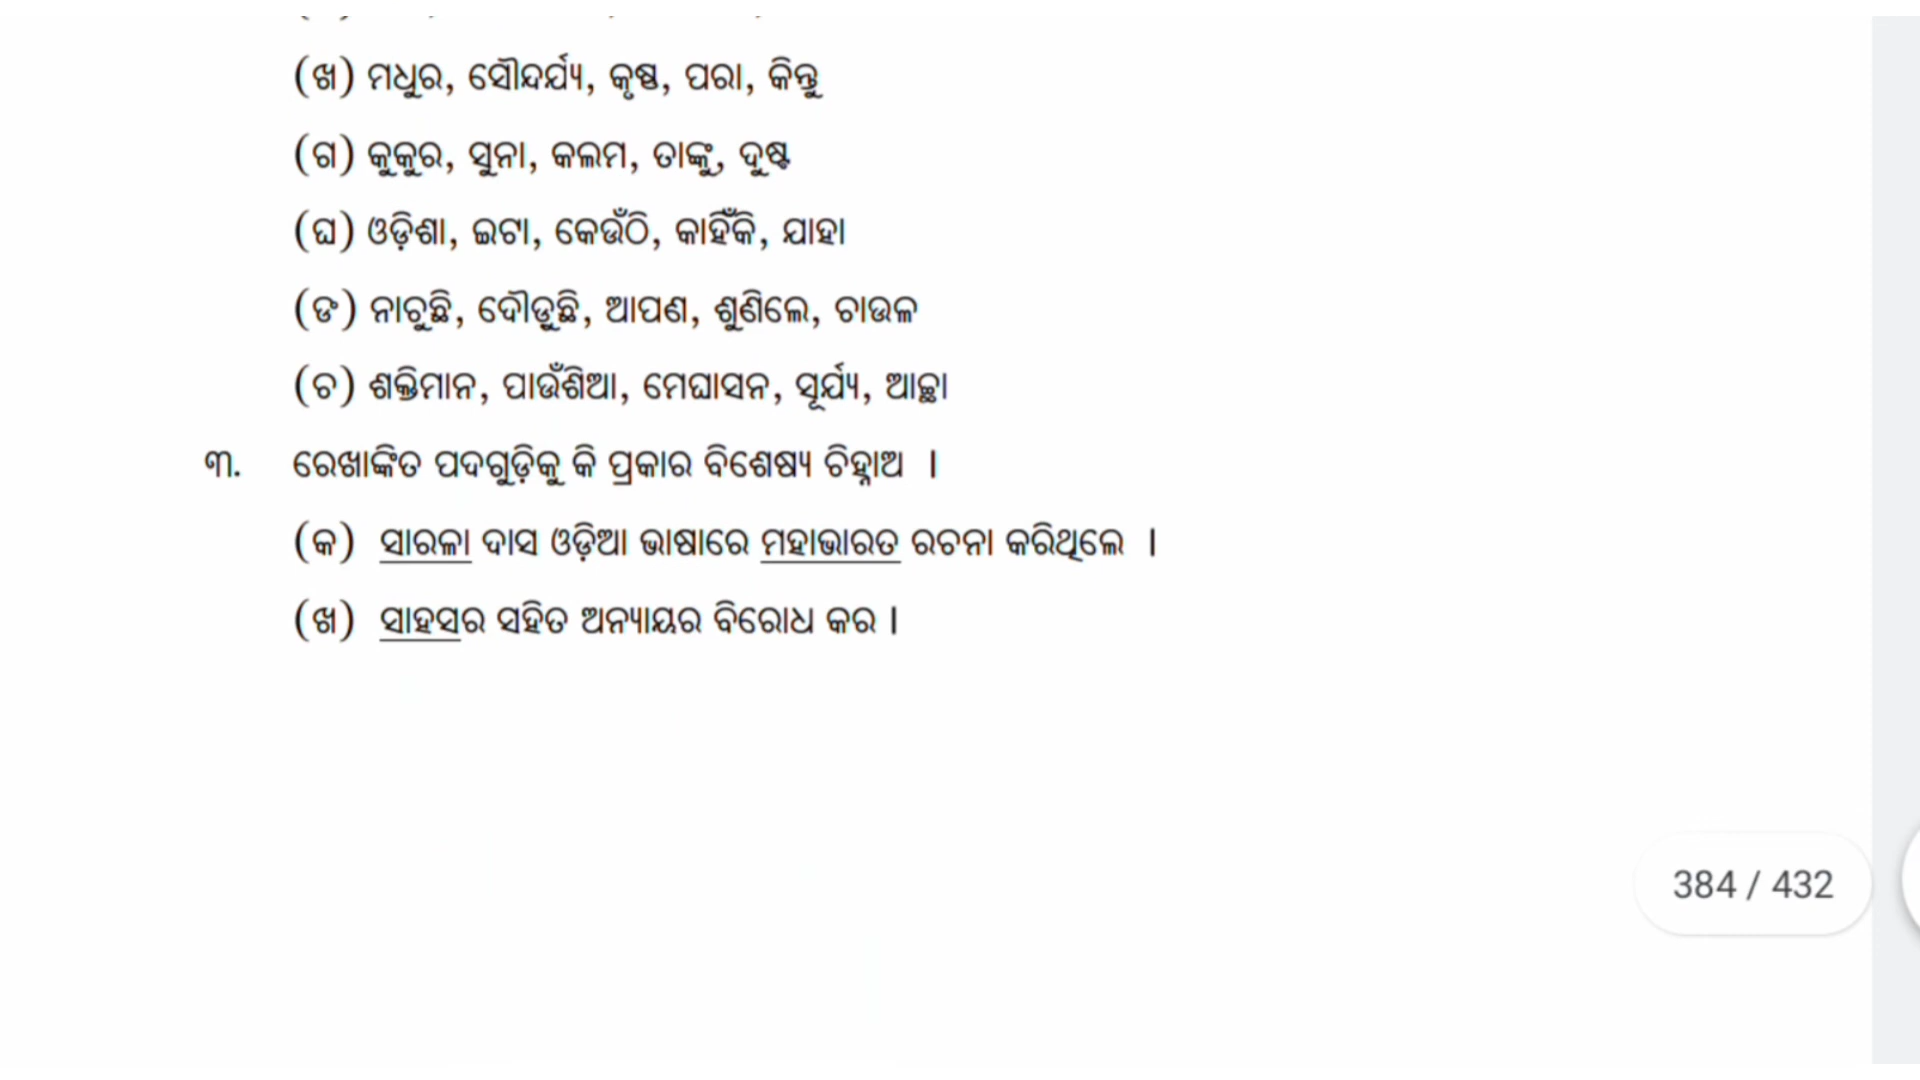 (ଖ) ମଧୁର, ସୌନ୍ଦର୍ଯ୍ୟ, କୃଷ୍ଣ, ପରା, କିନ୍ତୁ
(ଗ) କୁକୁର, ସୁନା, କଲମ, ତାଙ୍କୁ, ଦୁଷ୍ଟ
(ଘ) ଓଡ଼ିଶା, ଇଟା, କେଉଁଠି, କାହିଁକି, ଯାହା
(ଙ) ନାଚୁଛି, ଦୌଡୁଛି, ଆପଣ, ଶୁଣିଲେ, ଚାଉଳ
(ଚ) ଶକ୍ତିମାନ, ପାଉଁଶିଆ, ମେଘାସନ, ସୂର୍ଯ୍ୟ, ଆଚ୍ଛା
୩. ରେଖାଙ୍କିତ ପଦଗୁଡ଼ିକୁ କି ପ୍ରକାର ବିଶେଷ୍ୟ ଚିହ୍ନାଅ ।
(କ) ସାରଳା ଦାସ ଓଡ଼ିଆ ଭାଷାରେ ମହାଭାରତ ରଚନା କରିଥିଲେ ।
(ଖ) ସାହସର ସହିତ ଅନ୍ୟାୟର ବିରୋଧ କର ।
384 / 432